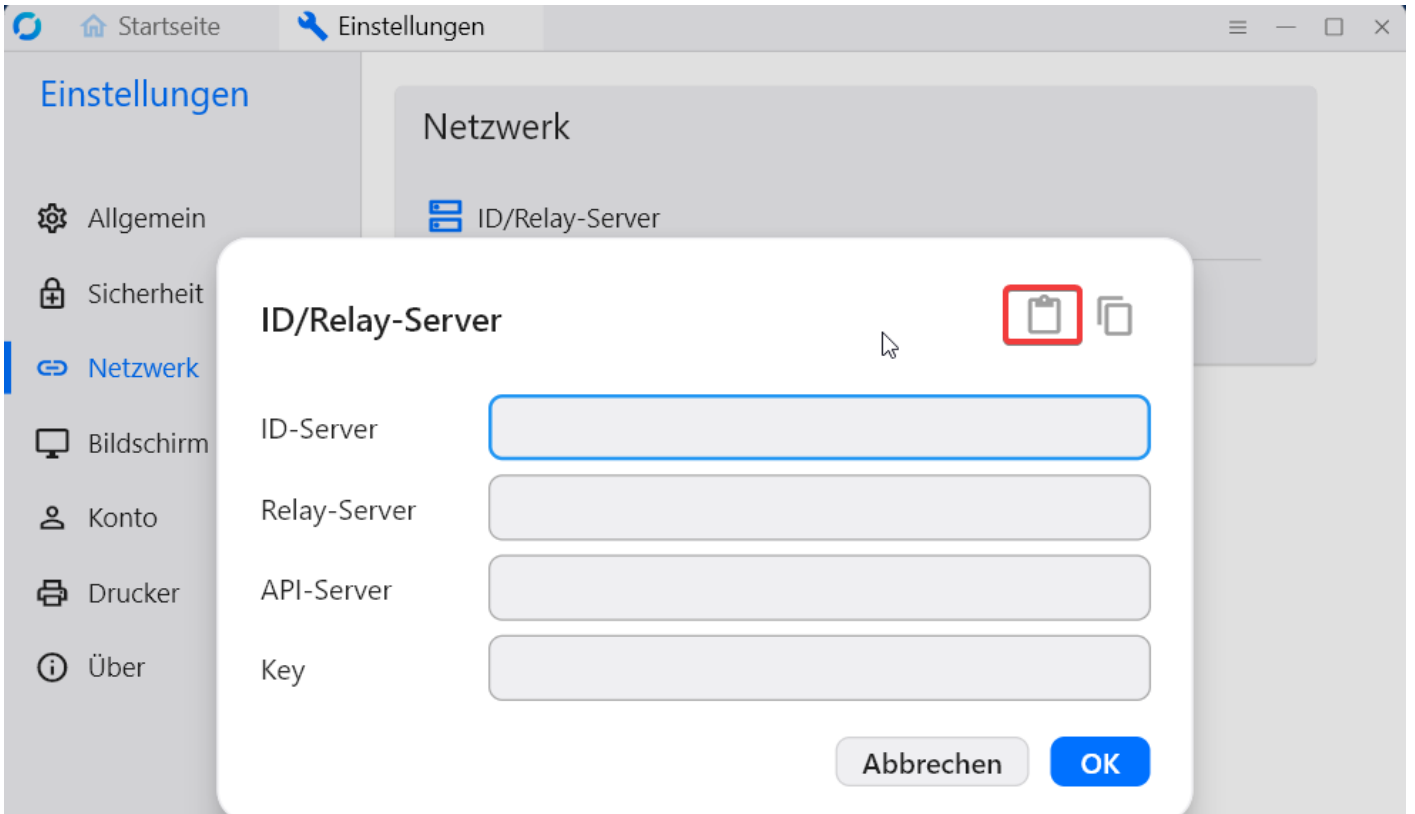 Startseite
Einstellungen
Einstellungen
Allgemein
Sicherheit
Netzwerk
Bildschirm
Konto
Drucker
Über
Netzwerk
ID/Relay-Server
ID/Relay-Server
ID-Server
Relay-Server
API-Server
Key
Abbrechen
OK